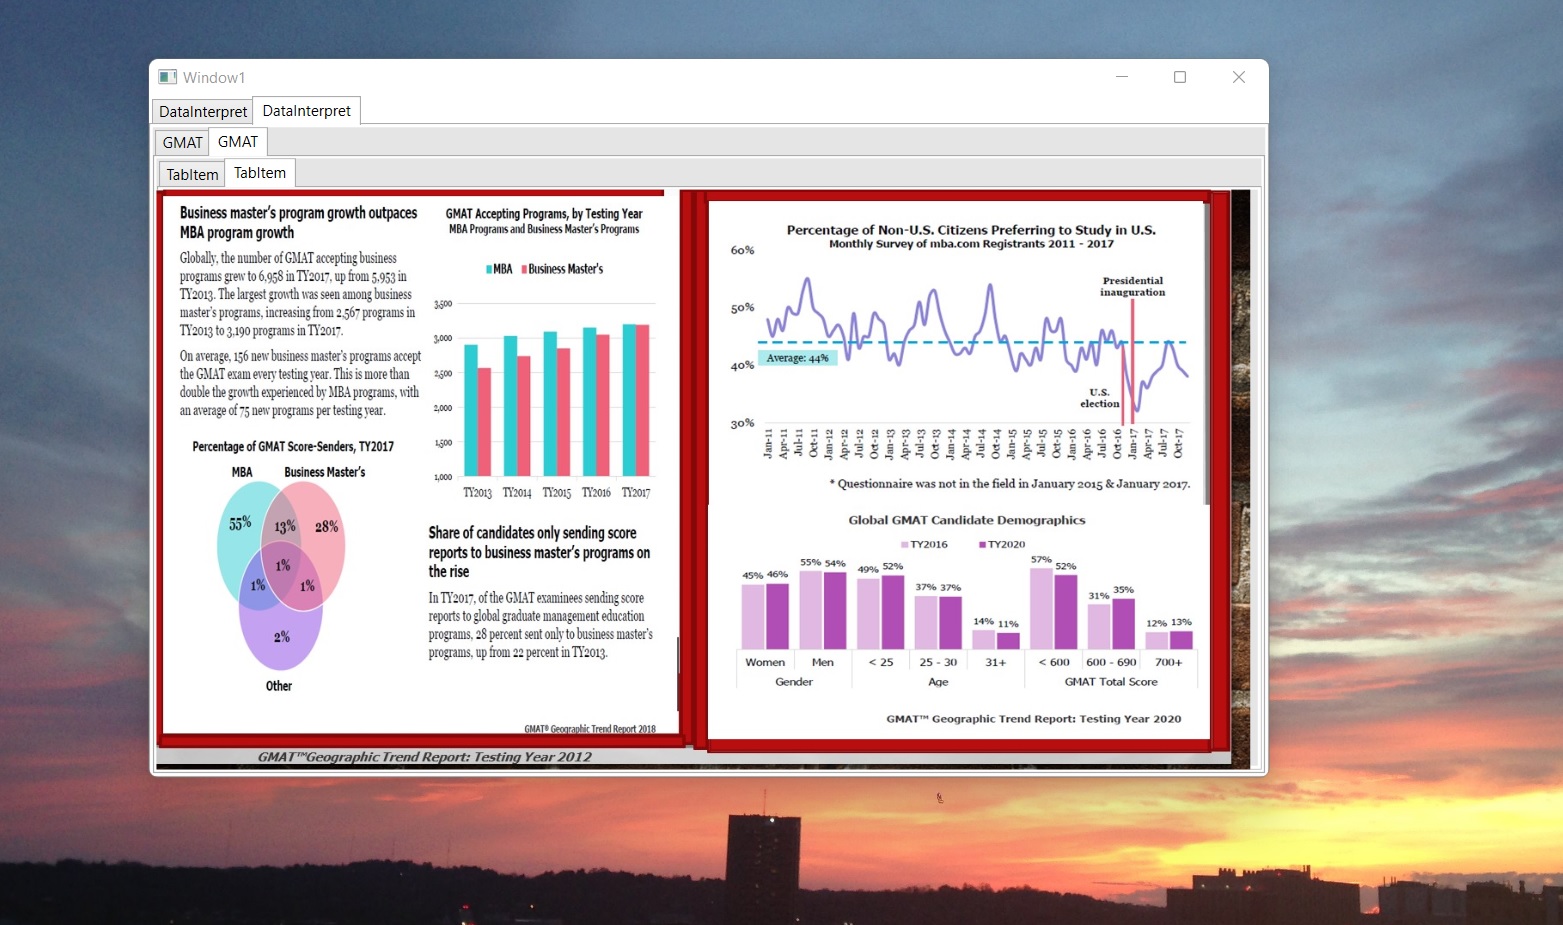 Window1
DataInterpret
DataInterpret
GMAT
GMAT
TabItem
TabItem
Business master's program growth outpaces
MBA program growth
Globally, the number of GMAT accepting business
programs grew to 6,958 in TY2017, up from 5,953 in
TY2013. The largest growth was seen among business
master's programs, increasing from 2,567 programs in
TY2013 to 3,190 programs in TY2017.
On average, 156 new business master's programs accept
the GMAT exam every testing year. This is more than
double the growth experienced by MBA programs, with
an average of 75 new programs per testing year.
Percentage of GMAT Score-Senders, TY2017
MBA
Business Master's
55%
13%
28%
1%
1%
1%
2%
Other
GMAT Accepting Programs, by Testing Year
MBA Programs and Business Master's Programs
MBA
Business Master's
3,500
3,000
2,500
2,000
1,500
1,000
TY2013
TY2014
TY2015
TY2016
TY2017
Share of candidates only sending score
reports to business master's programs on
the rise
In TY2017, of the GMAT examinees sending score
reports to global graduate management education
programs, 28 percent sent only to business master's
programs, up from 22 percent in TY2013.
GMAT® Geographic Trend Report 2018
GMAT™Geographic Trend Report: Testing Year 2012
Percentage of Non-U.S. Citizens Preferring to Study in U.S.
Monthly Survey of mba.com Registrants 2011 - 2017
60%
50%
40%
30%
Presidential
inauguration
Average: 44%
U.S.
election
Jan-11
Apr-11
Jul-11
Oct-11
Jan-12
Apr-12
Jul-12
Oct-12
Jan-13
Apr-13
Jul-13
Oct-13
Jan-14
Apr-14
Jul-14
Oct-14
Jan-15
Apr-15
Jul-15
Oct-15
Jan-16
Apr-16
Jul-16
Oct-16
Jan-17
Apr-17
Jul-17
Oct-17
* Questionnaire was not in the field in January 2015 & January 2017.
Global GMAT Candidate Demographics
TY2016
TY2020
45%
46%
55%
54%
49%
52%
37%
37%
14%
11%
57%
52%
31%
35%
12%
13%
Women
Men
< 25
25 - 30
31+
< 600
600 - 690
700+
Gender
Age
GMAT Total Score
GMAT™ Geographic Trend Report: Testing Year 2020